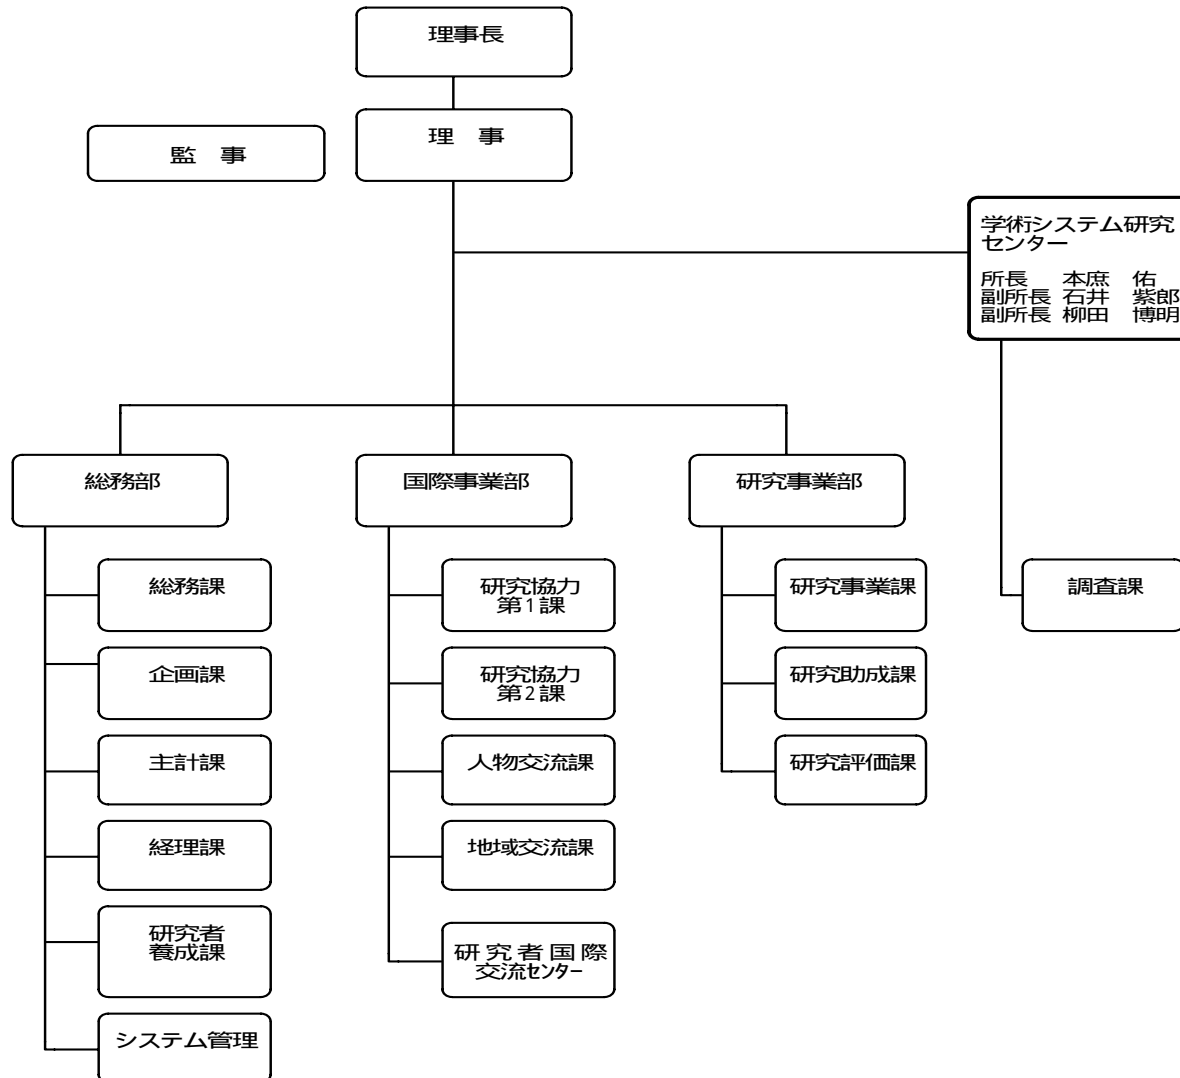 理事長
理　事
監　事
学術システム研究
センター
所長　本庶　佑
副所長 石井　紫郎
副所長 柳田　博明
総務部
国際事業部
研究事業部
総務課
企画課
主計課
経理課
研究者
養成課
システム管理
研究協力
第1課
研究協力
第2課
人物交流課
地域交流課
研 究 者 国 際
交流センター
研究事業課
研究助成課
研究評価課
調査課